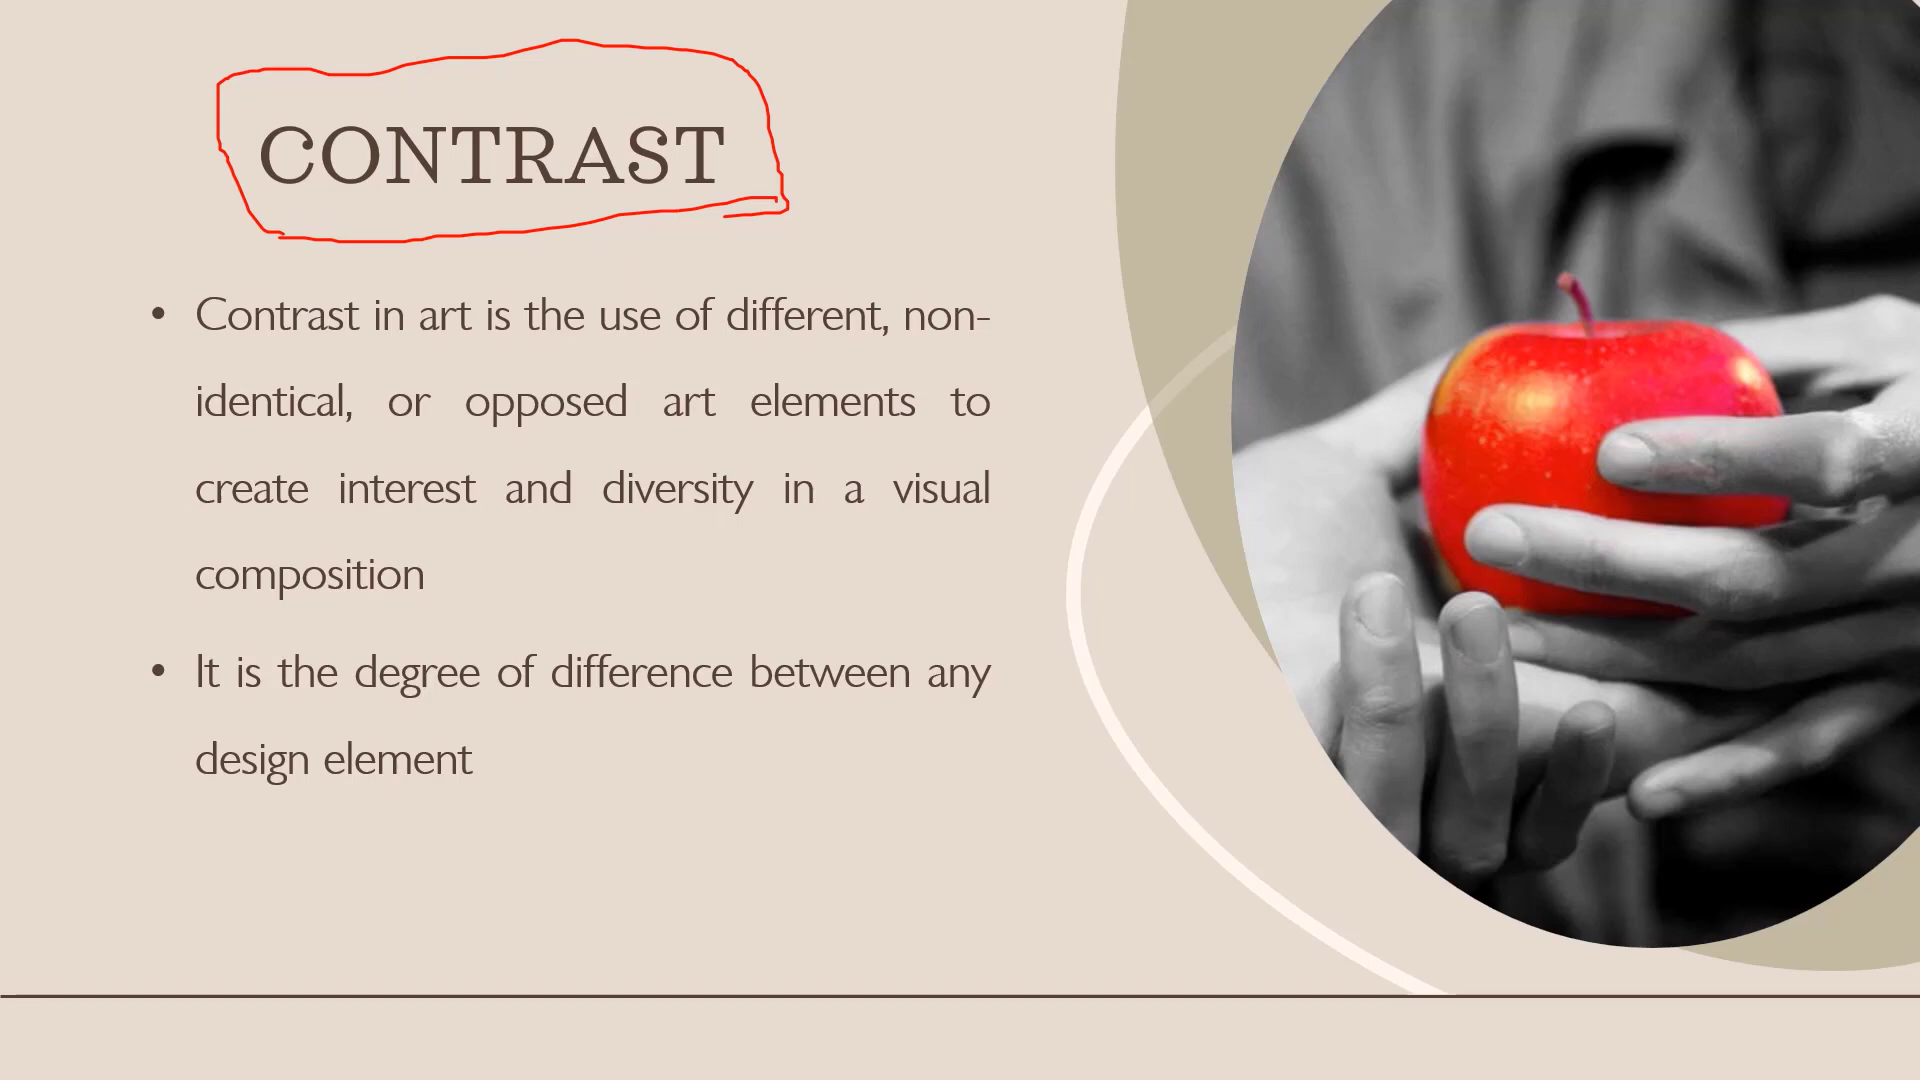 CONTRAST
• Contrast in art is the use of different, non-
identical, or opposed art elements to
create interest and diversity in a visual
composition
• It is the degree of difference between any
design element